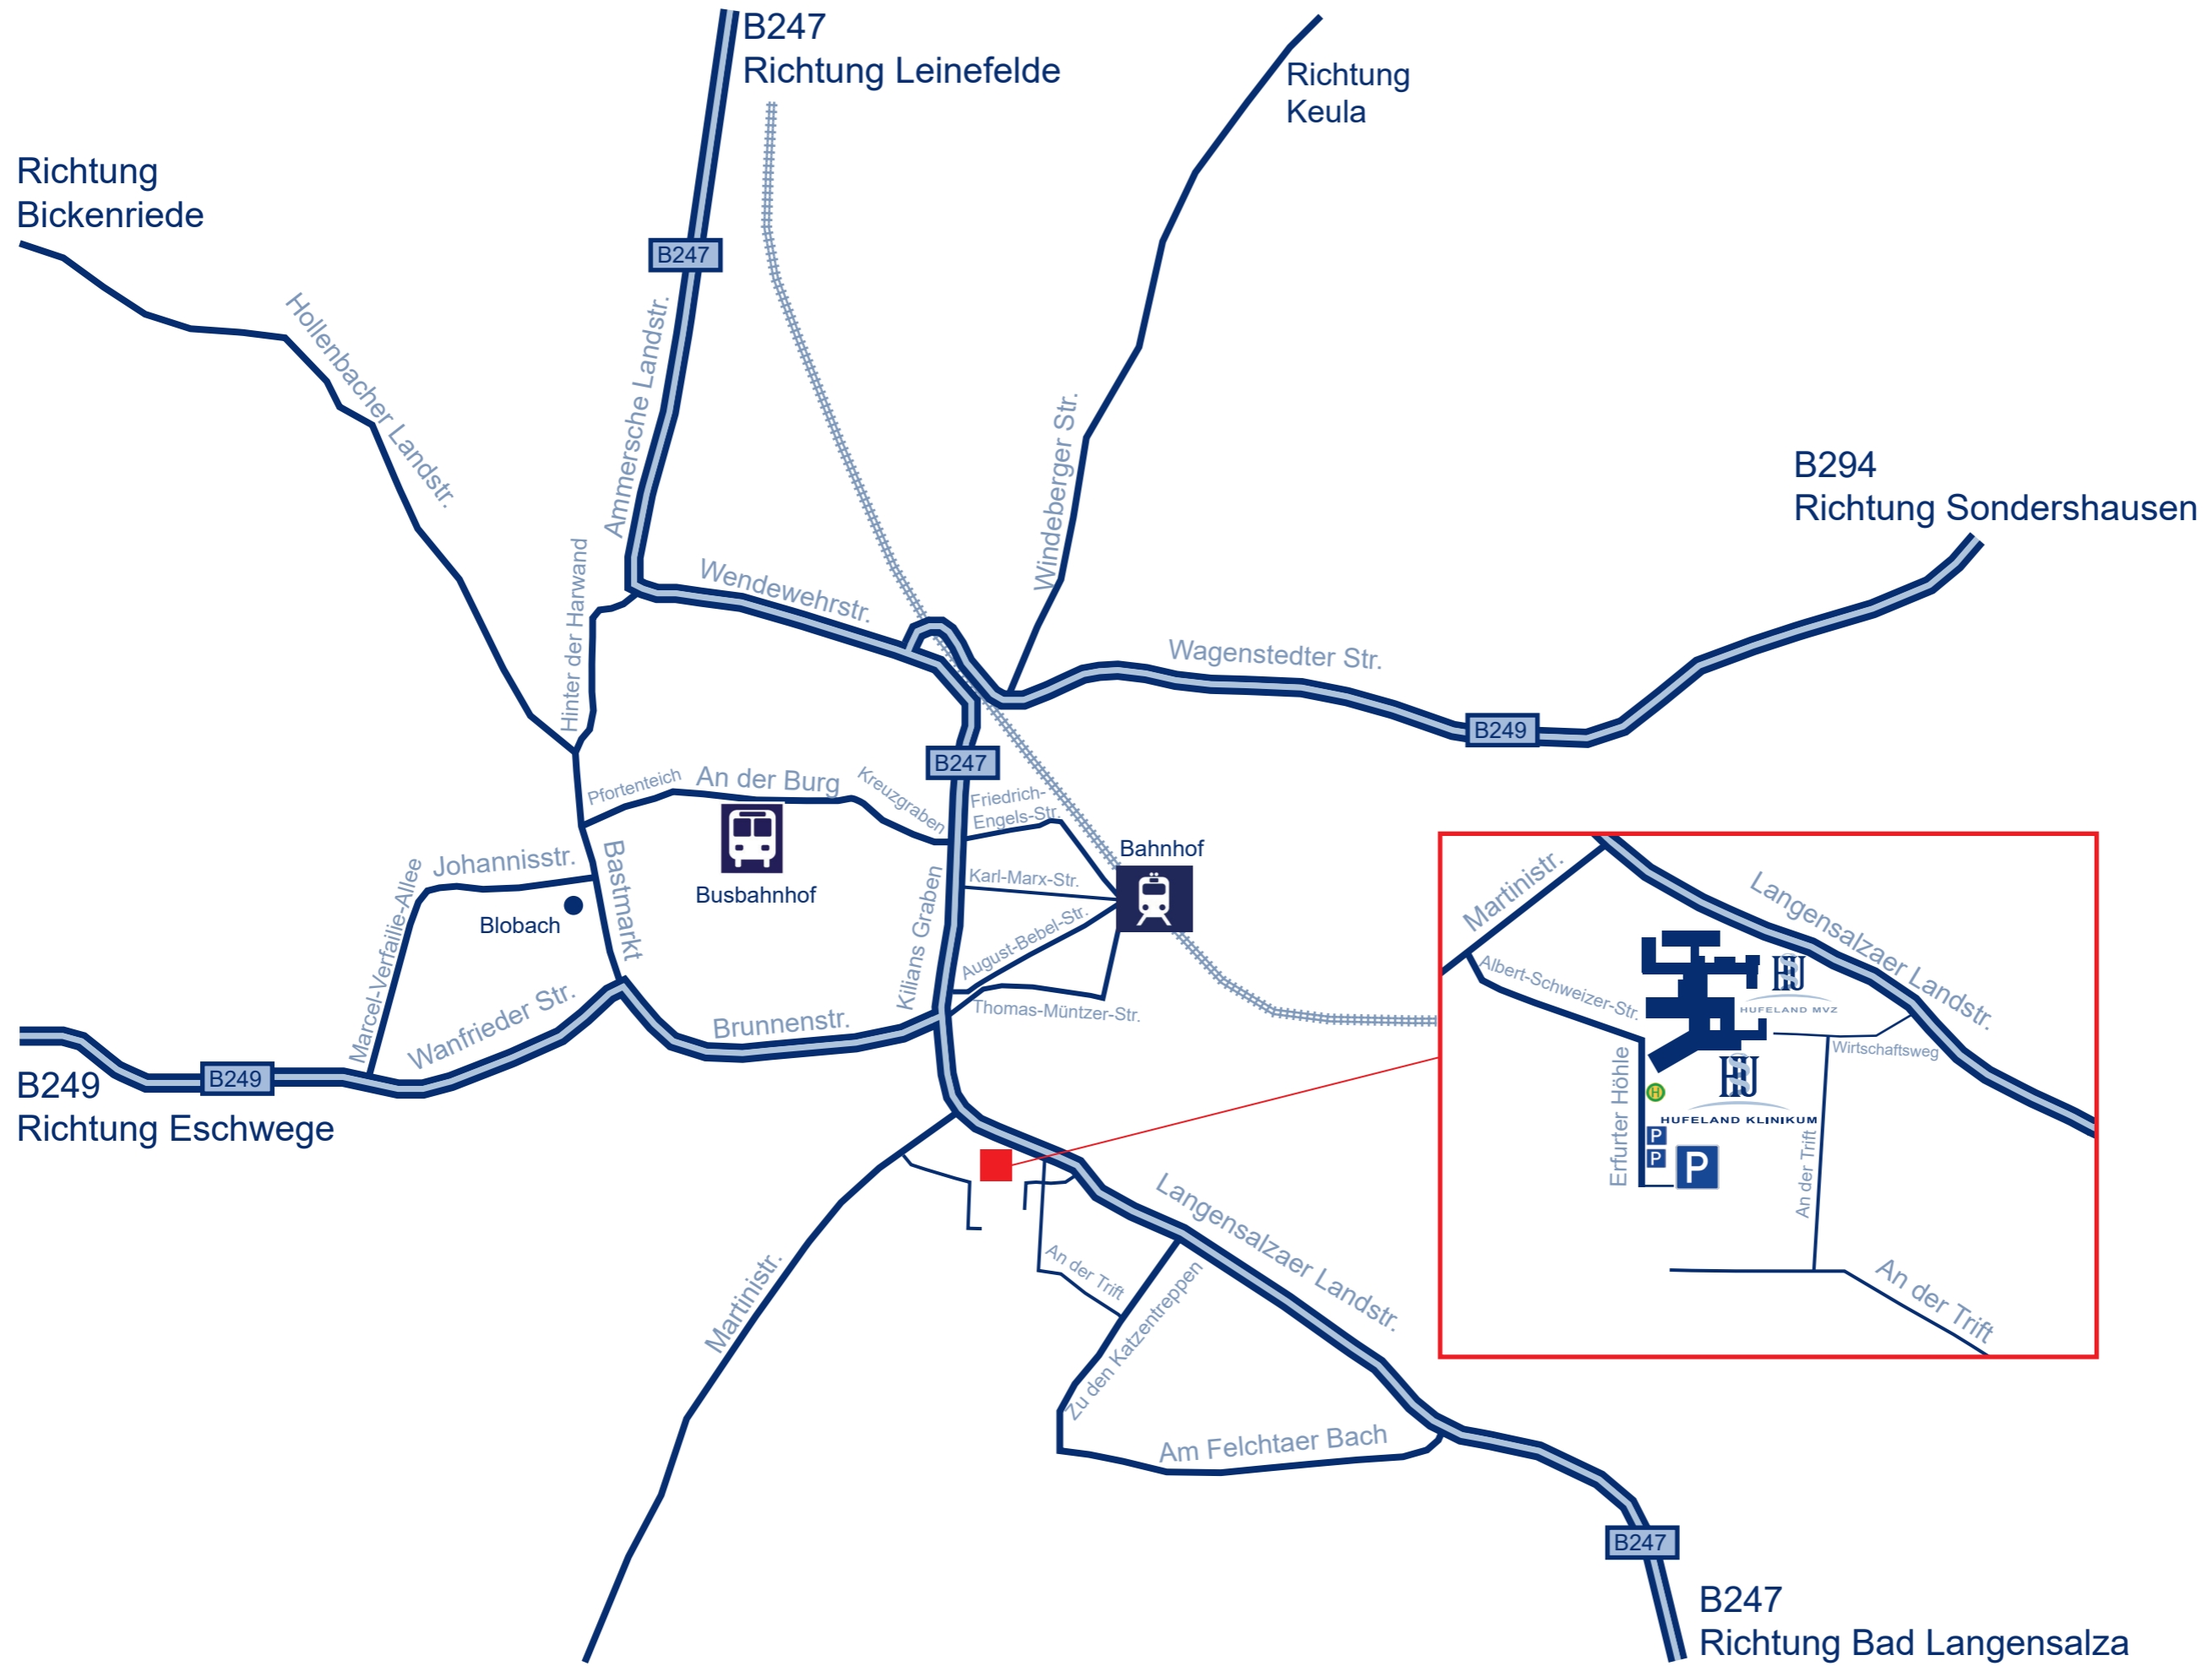 B247
Richtung Leinefelde
Richtung
Keula
Richtung
Bickenriede
B247
Hollenbacher Landstr.
Ammersche Landstr.
Windeberger Str.
B294
Richtung Sondershausen
Hinter der Harwand
Wendewehrstr.
Wagenstedter Str.
B249
B247
Pfortenteich
An der Burg
Kreuzgraben
Friedrich-
Engels-Str.
Bahnhof
Johannisstr.
Bastmarkt
Busbahnhof
Karl-Marx-Str.
Blobach
Marcel-Verfailie-Allee
Kilians Graben
August-Bebel-Str.
Thomas-Müntzer-Str.
Wanfrieder Str.
Brunnenstr.
B249
B249
Richtung Eschwege
Martinistr.
Langensalzaer Landstr.
Albert-Schweizer-Str.
HUFELAND MVZ
Wirtschaftsweg
Erfurter Höhle
H
HUFELAND KLINIKUM
P
P
P
An der Trift
An der Trift
Langensalzaer Landstr.
An der Trift
Zu den Katzentreppen
Martinistr.
Am Felchtaer Bach
B247
B247
Richtung Bad Langensalza